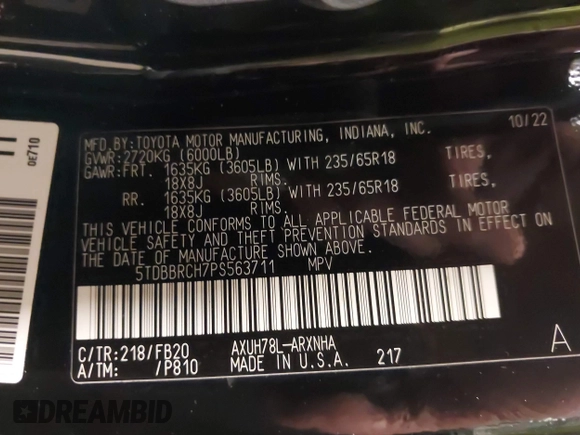 MFD. BY: TOYOTA MOTOR MANUFACTURING, INDIANA, INC. 10/22
GVWR: 2720KG (6000LB)
GAWR: FRT. 1635KG (3605LB) WITH 235/65R18 TIRES,
18X8J RIMS.
RR. 1635KG (3605LB) WITH 235/65R18 TIRES,
18X8J RIMS.
THIS VEHICLE CONFORMS TO ALL APPLICABLE FEDERAL MOTOR
VEHICLE SAFETY AND THEFT PREVENTION STANDARDS IN EFFECT ON
THE DATE OF MANUFACTURE SHOWN ABOVE.
5TDBBRCH7PS563711 MPV
C/TR: 218/FB20 AXUH78L-ARXNHA A
A/TM: /P810 MADE IN U.S.A. 217
0E710
DREAMBID